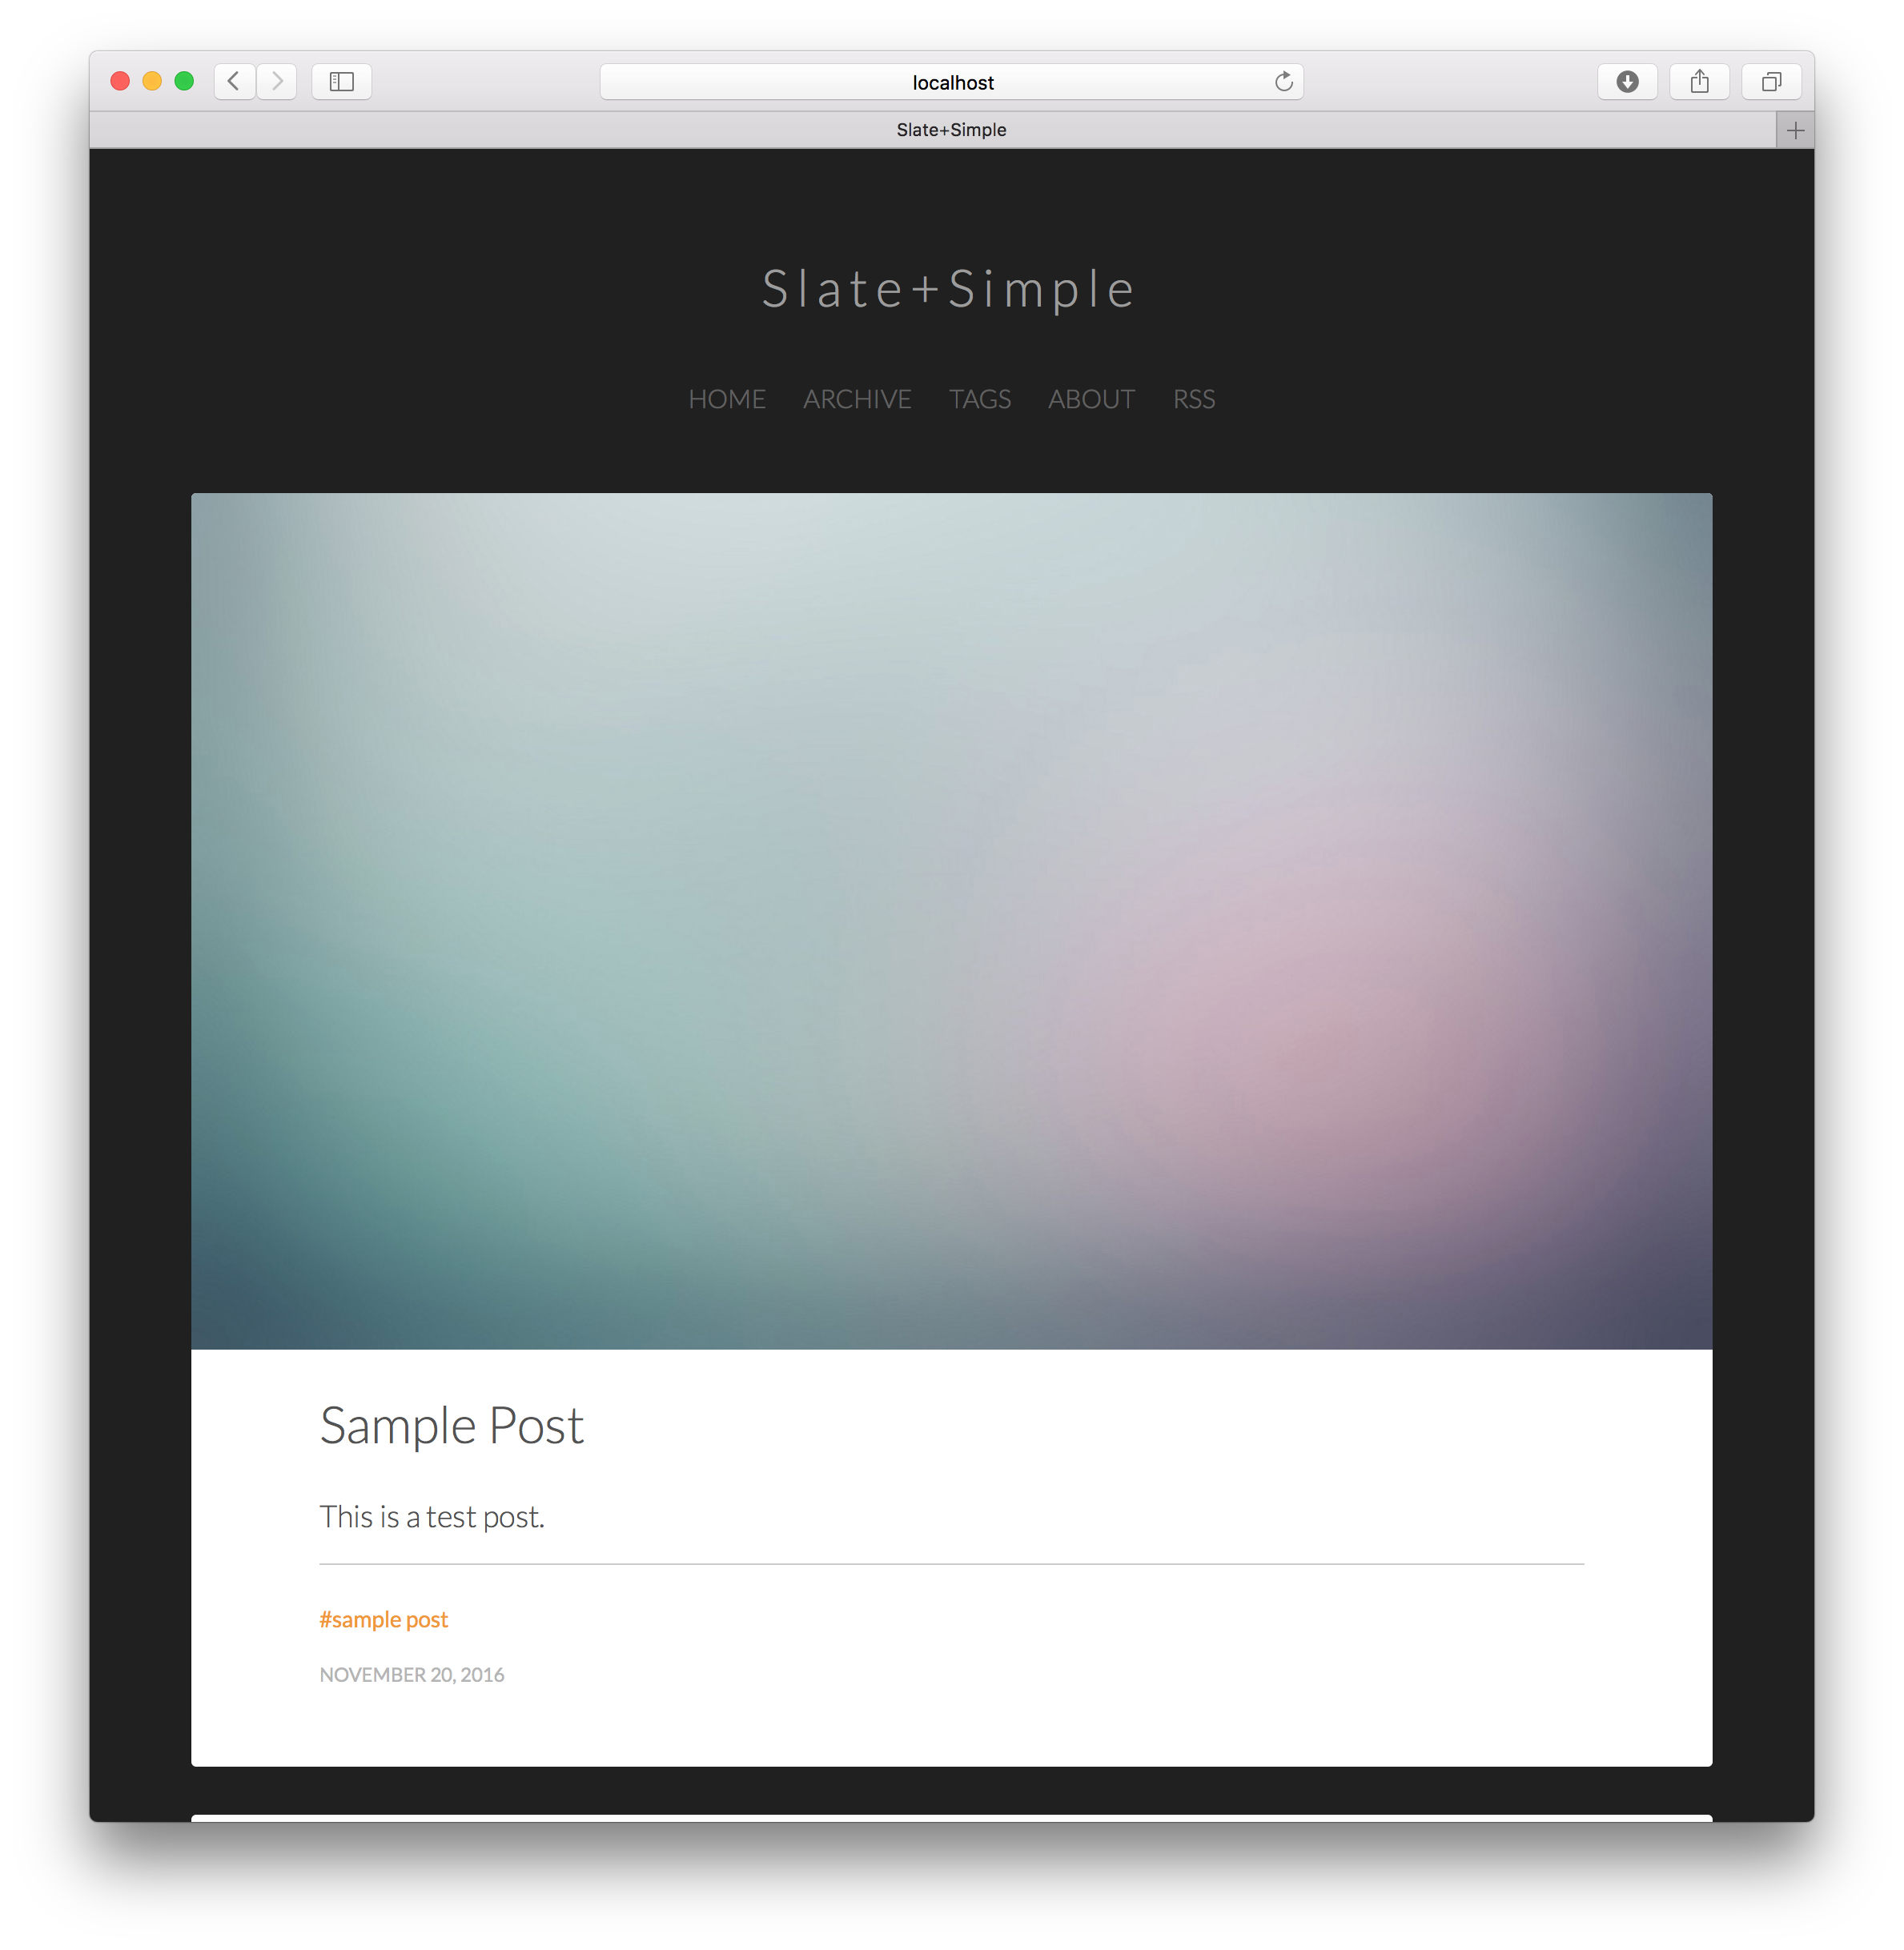 localhost
Slate+Simple
Slate+Simple
HOME ARCHIVE TAGS ABOUT RSS
Sample Post
This is a test post.
#sample post
NOVEMBER 20, 2016